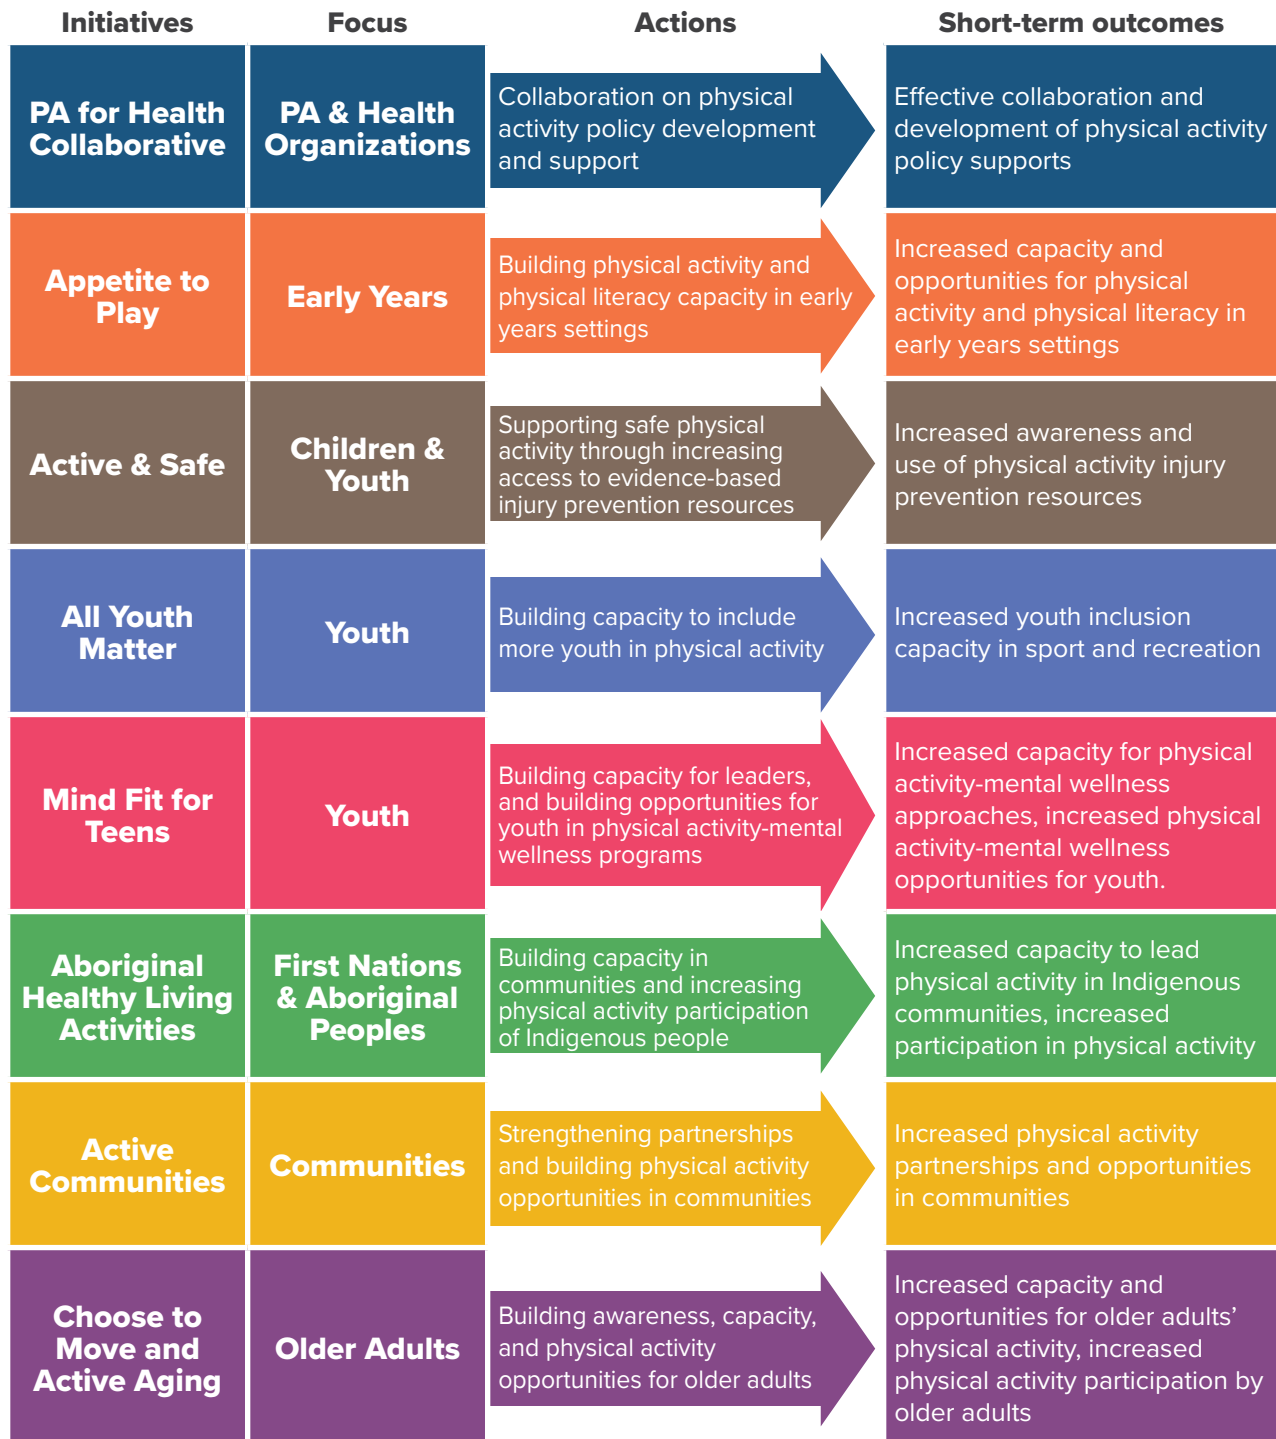 Initiatives
Focus
Actions
Short-term outcomes
PA for Health
Collaborative
PA & Health
Organizations
Collaboration on physical
activity policy development
and support
Effective collaboration and
development of physical activity
policy supports
Appetite to
Play
Early Years
Building physical activity and
physical literacy capacity in early
years settings
Increased capacity and
opportunities for physical
activity and physical literacy in
early years settings
Active & Safe
Children &
Youth
Supporting safe physical
activity through increasing
access to evidence-based
injury prevention resources
Increased awareness and
use of physical activity injury
prevention resources
All Youth
Matter
Youth
Building capacity to include
more youth in physical activity
Increased youth inclusion
capacity in sport and recreation
Mind Fit for
Teens
Youth
Building capacity for leaders,
and building opportunities for
youth in physical activity-mental
wellness programs
Increased capacity for physical
activity-mental wellness
approaches, increased physical
activity-mental wellness
opportunities for youth.
Aboriginal
Healthy Living
Activities
First Nations
& Aboriginal
Peoples
Building capacity in
communities and increasing
physical activity participation
of Indigenous people
Increased capacity to lead
physical activity in Indigenous
communities, increased
participation in physical activity
Active
Communities
Communities
Strengthening partnerships
and building physical activity
opportunities in communities
Increased physical activity
partnerships and opportunities
in communities
Choose to
Move and
Active Aging
Older Adults
Building awareness, capacity,
and physical activity
opportunities for older adults
Increased capacity and
opportunities for older adults’
physical activity, increased
physical activity participation by
older adults